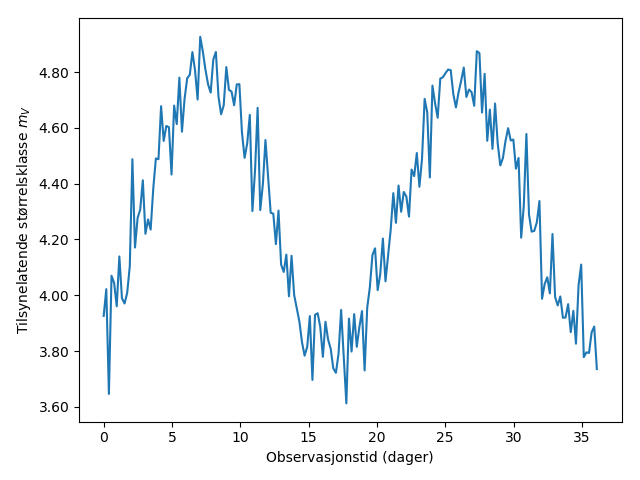 4.80
4.60
4.40
4.20
4.00
3.80
3.60
Tilsynelatende størrelsklasse m_V
0 5 10 15 20 25 30 35
Observasjonstid (dager)